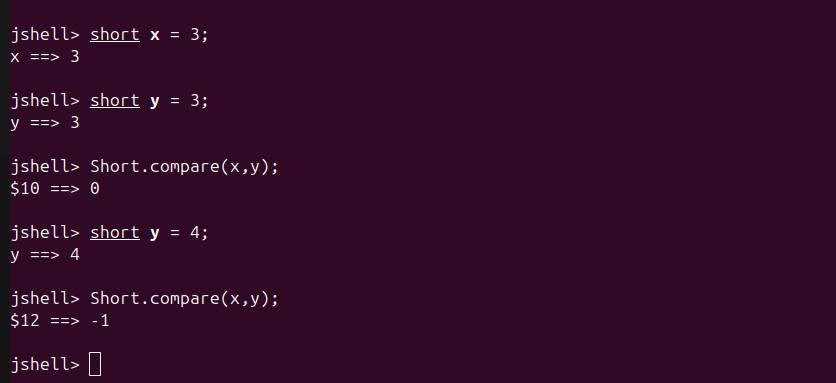 jshell> short x = 3;
x ==> 3
jshell> short y = 3;
y ==> 3
jshell> Short.compare(x,y);
$10 ==> 0
jshell> short y = 4;
y ==> 4
jshell> Short.compare(x,y);
$12 ==> -1
jshell>